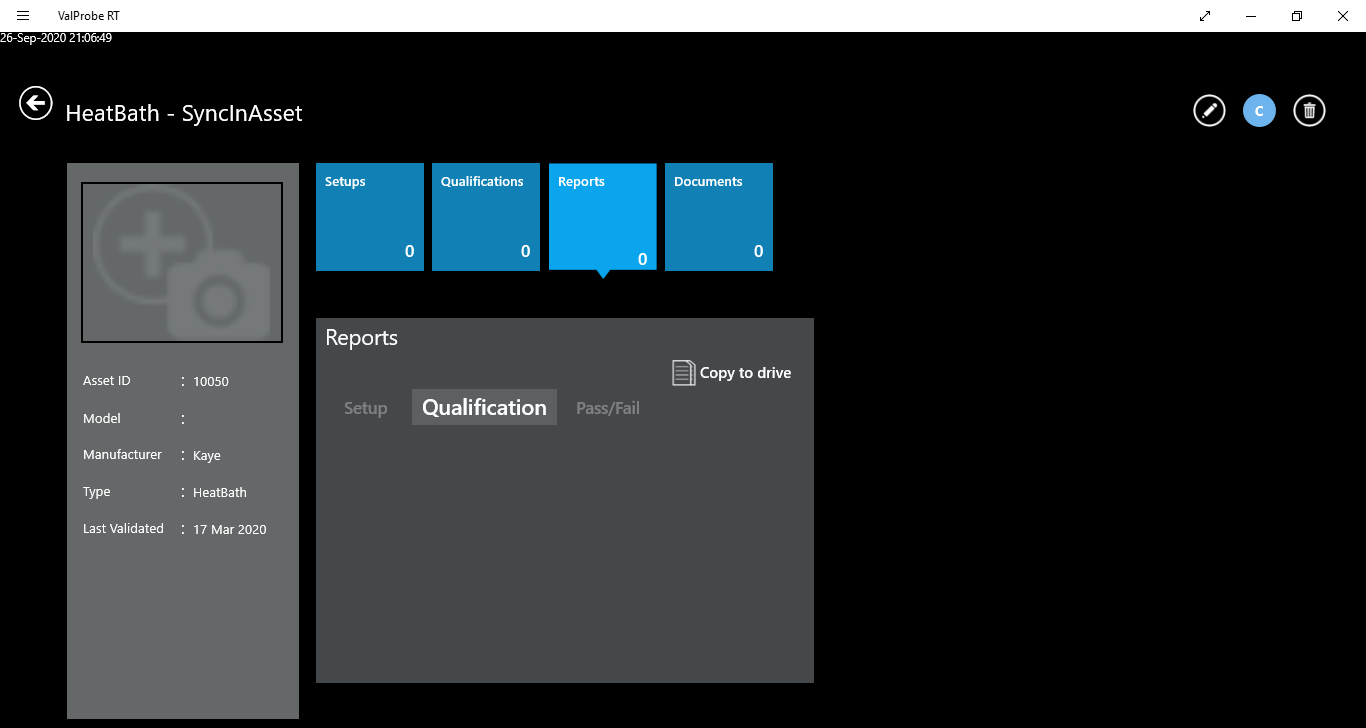 ValProbe RT
26-Sep-2020 21:06:49
HeatBath - SyncInAsset
C
Setups
0
Qualifications
0
Reports
0
Documents
0
Asset ID : 10050
Model :
Manufacturer : Kaye
Type : HeatBath
Last Validated : 17 Mar 2020
Reports
Copy to drive
Setup Qualification Pass/Fail